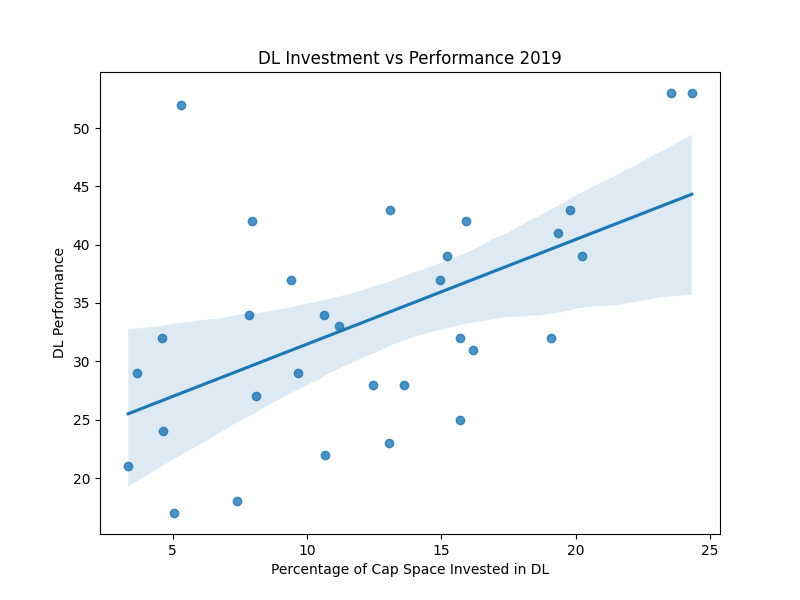 DL Investment vs Performance 2019
DL Performance
50
45
40
35
30
25
20
5 10 15 20 25
Percentage of Cap Space Invested in DL